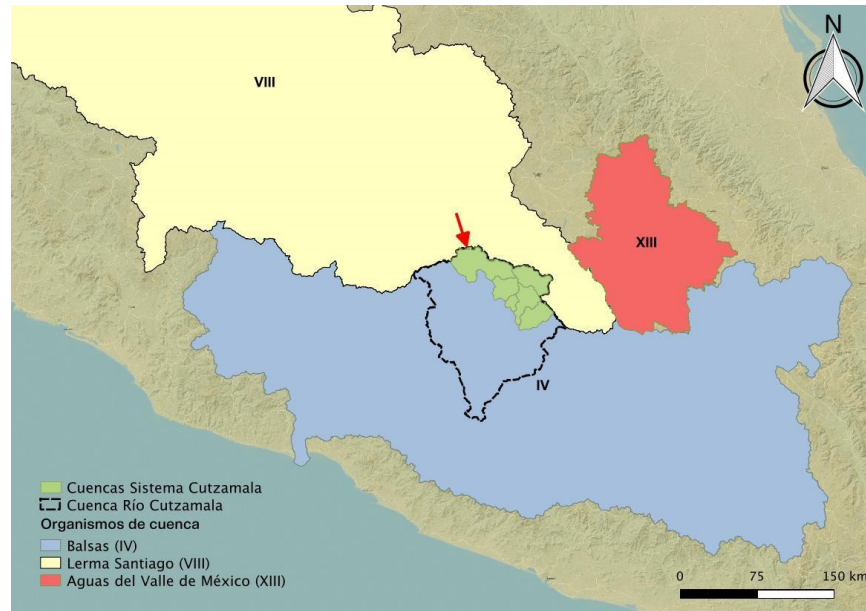 N
VIII
XIII
IV
Cuencas Sistema Cutzamala
Cuenca Río Cutzamala
Organismos de cuenca
Balsas (IV)
Lerma Santiago (VIII)
Aguas del Valle de México (XIII)
0 75 150 km